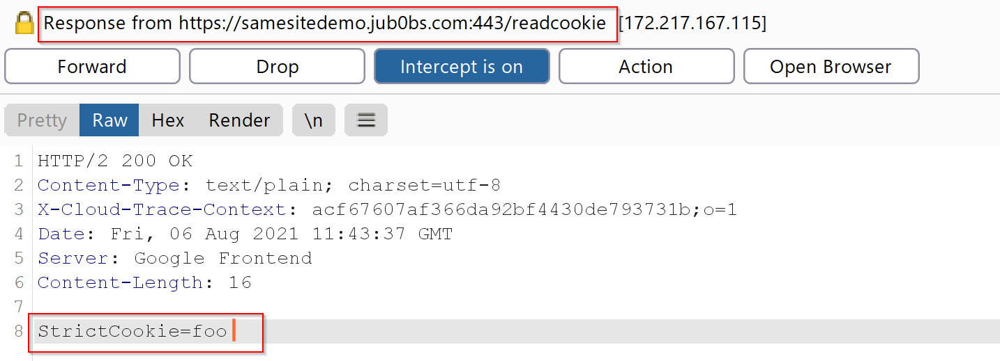 Response from https://samesitedemo.jub0bs.com:443/readcookie [172.217.167.115]
Forward Drop Intercept is on Action Open Browser
Pretty Raw Hex Render \n
1 HTTP/2 200 OK
2 Content-Type: text/plain; charset=utf-8
3 X-Cloud-Trace-Context: acf67607af366da92bf4430de793731b;o=1
4 Date: Fri, 06 Aug 2021 11:43:37 GMT
5 Server: Google Frontend
6 Content-Length: 16
7
8 StrictCookie=foo